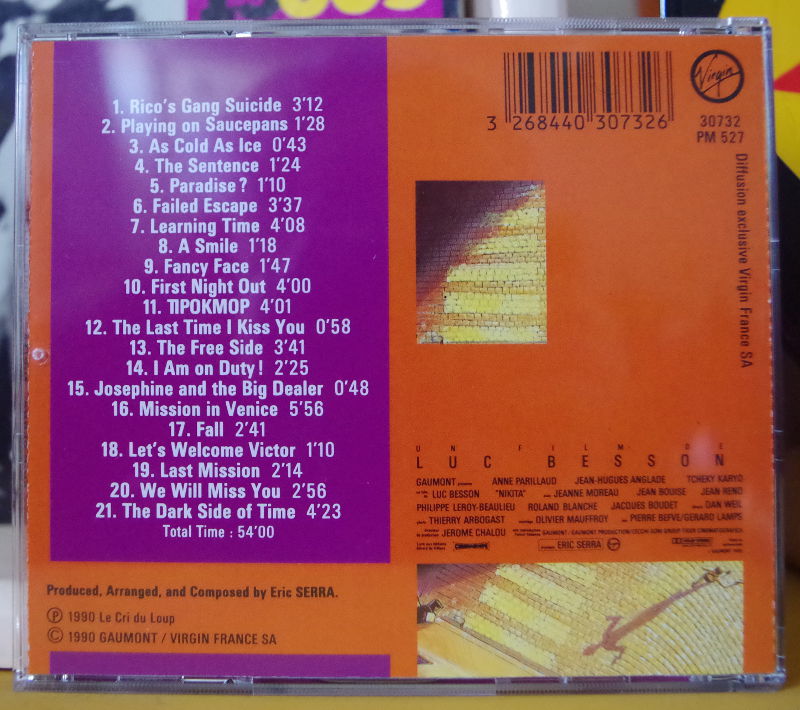 1. Rico's Gang Suicide 3'12
2. Playing on Saucepans 1'28
3. As Cold As Ice 0'43
4. The Sentence 1'24
5. Paradise? 1'10
6. Failed Escape 3'37
7. Learning Time 4'08
8. A Smile 1'18
9. Fancy Face 1'47
10. First Night Out 4'00
11. ПРОКМОР 4'01
12. The Last Time I Kiss You 0'58
13. The Free Side 3'41
14. I Am on Duty! 2'25
15. Josephine and the Big Dealer 0'48
16. Mission in Venice 5'56
17. Fall 2'41
18. Let's Welcome Victor 1'10
19. Last Mission 2'14
20. We Will Miss You 2'56
21. The Dark Side of Time 4'23
Total Time : 54'00
Produced, Arranged, and Composed by Eric SERRA.
Ⓟ 1990 Le Cri du Loup
© 1990 GAUMONT / VIRGIN FRANCE SA
3 268440 307326
Virgin
30732
PM 527
Diffusion exclusive Virgin France SA
UN FILM DE
LUC BESSON
GAUMONT ANNE PARILLAUD JEAN-HUGUES ANGLADE TCHEKY KARYO
LUC BESSON "NIKITA" JEANNE MOREAU JEAN BOUISE JEAN RENO
PHILIPPE LEROY-BEAULIEU ROLAND BLANCHE JACQUES BOUDET DAN WEIL
THIERRY ARBOGAST OLIVIER MAUFFROY PIERRE BEFVE/GERARD LAMPS
JEROME CHALOU GAUMONT/GAUMONT PRODUCTION/CECCHI GORI GROUP TIGER CINEMATOGRAFICA
ERIC SERRA